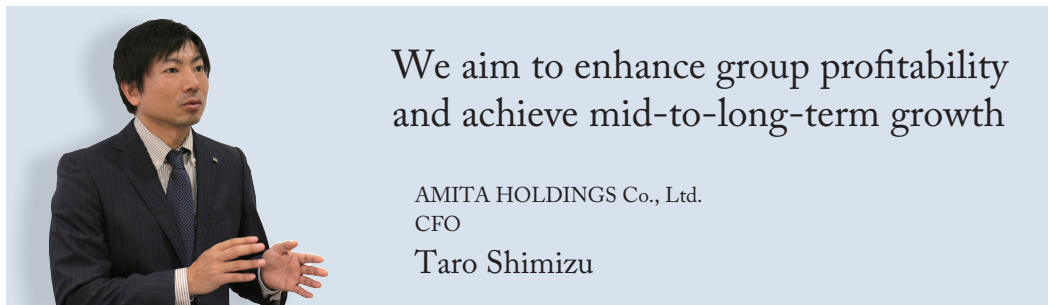 We aim to enhance group profitability
and achieve mid-to-long-term growth
AMITA HOLDINGS Co., Ltd.
CFO
Taro Shimizu